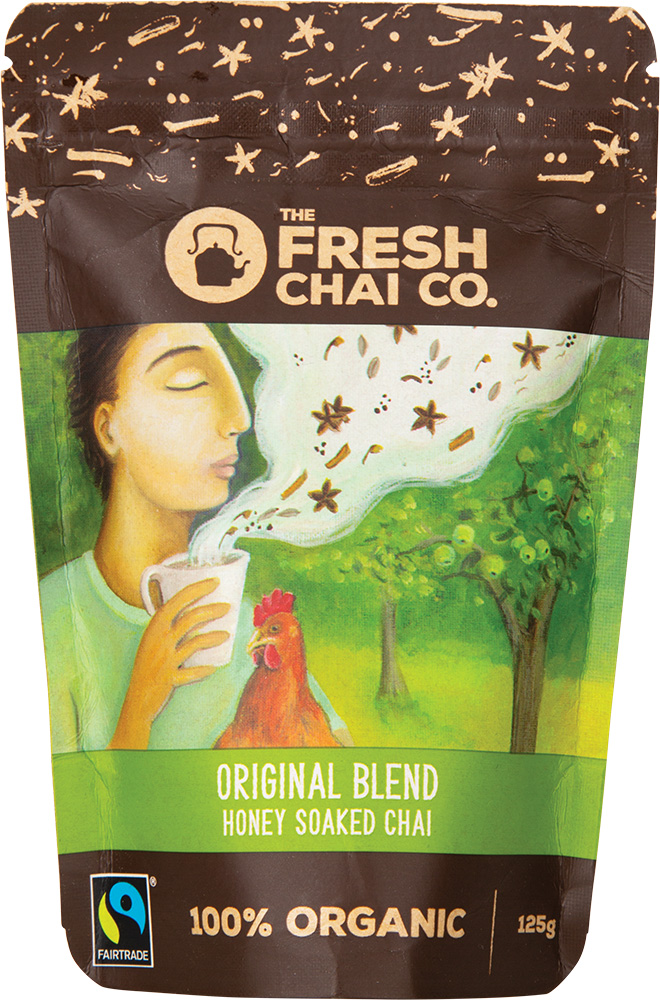 THE
FRESH
CHAI CO.
ORIGINAL BLEND
HONEY SOAKED CHAI
FAIRTRADE
®
100% ORGANIC
125g